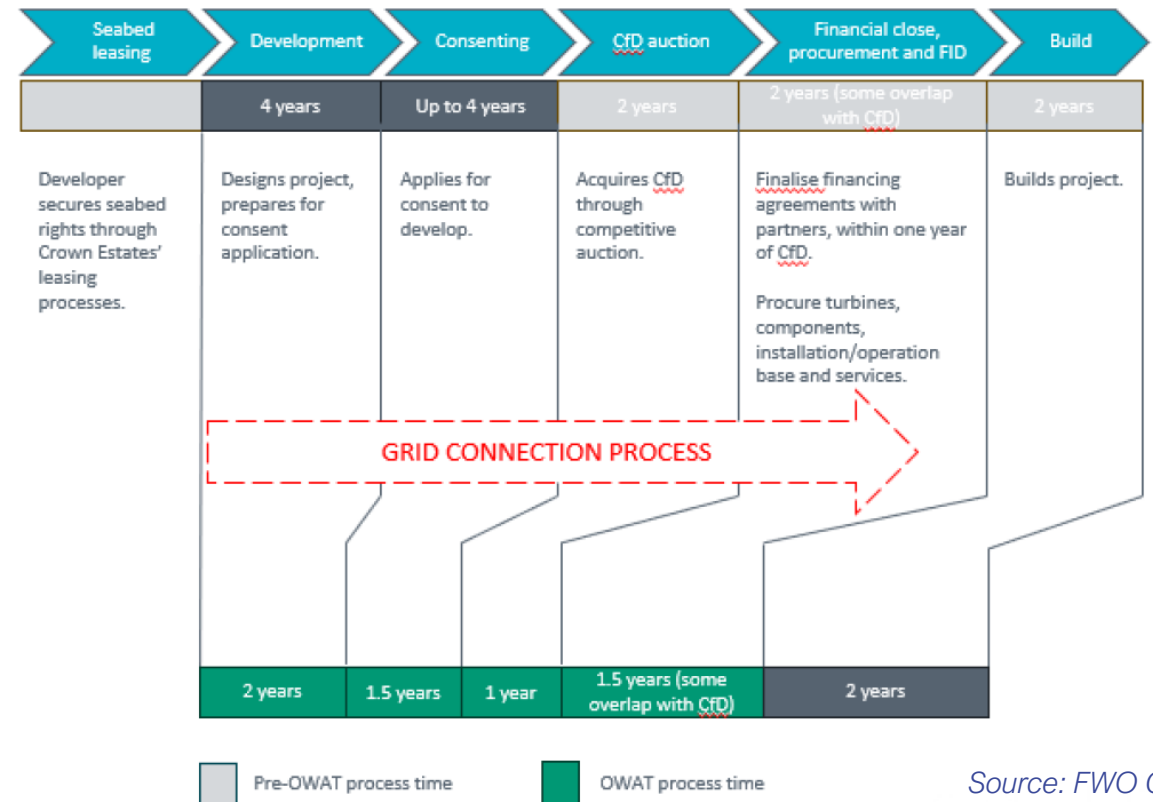 Seabed
leasing
Development
Consenting
CfD auction
Financial close,
procurement and FID
Build
4 years
Up to 4 years
2 years
2 years (some overlap
with CfD)
2 years
Developer
secures seabed
rights through
Crown Estates'
leasing
processes.
Designs project,
prepares for
consent
application.
Applies for
consent to
develop.
Acquires CfD
through
competitive
auction.
Finalise financing
agreements with
partners, within one year
of CfD.
Procure turbines,
components,
installation/operation
base and services.
Builds project.
GRID CONNECTION PROCESS
2 years
1.5 years
1 year
1.5 years (some
overlap with CfD)
2 years
Pre-OWAT process time
OWAT process time
Source: FWO